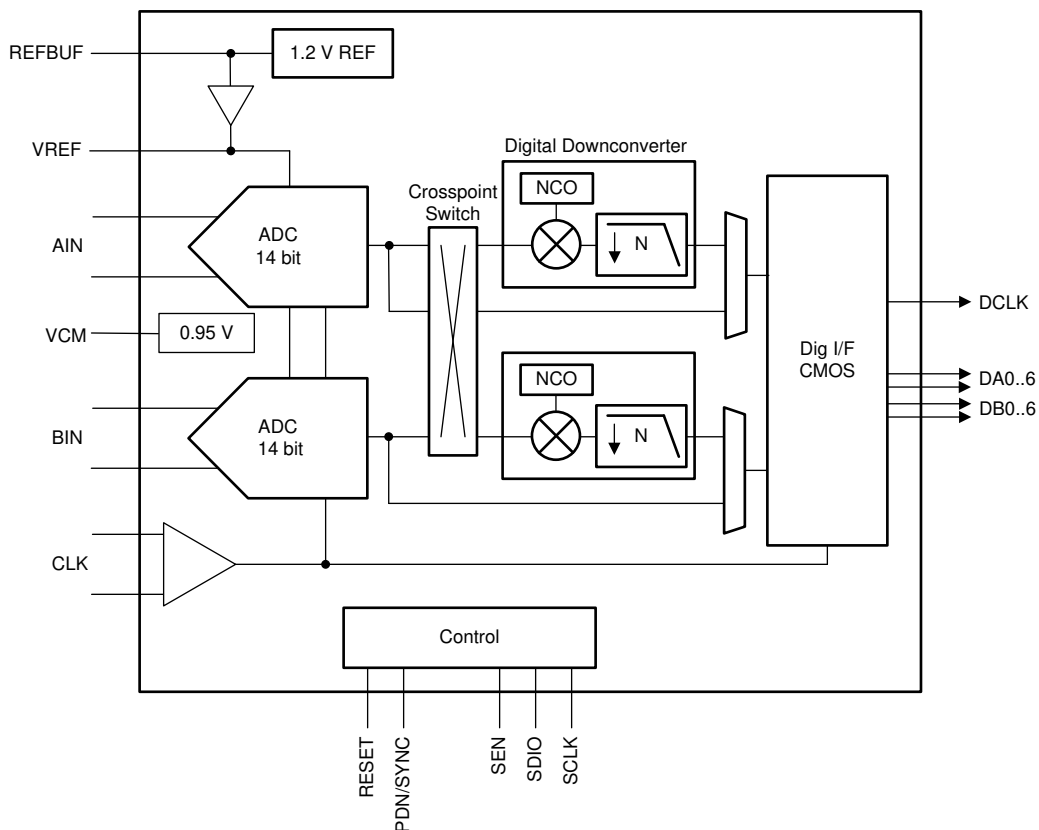 REFBUF
1.2 V REF
VREF
Digital Downconverter
NCO
Crosspoint
Switch
N
AIN
ADC
14 bit
DCLK
VCM
0.95 V
Dig I/F
CMOS
NCO
DA0..6
DB0..6
N
BIN
ADC
14 bit
CLK
Control
RESET
PDN/SYNC
SEN
SDIO
SCLK